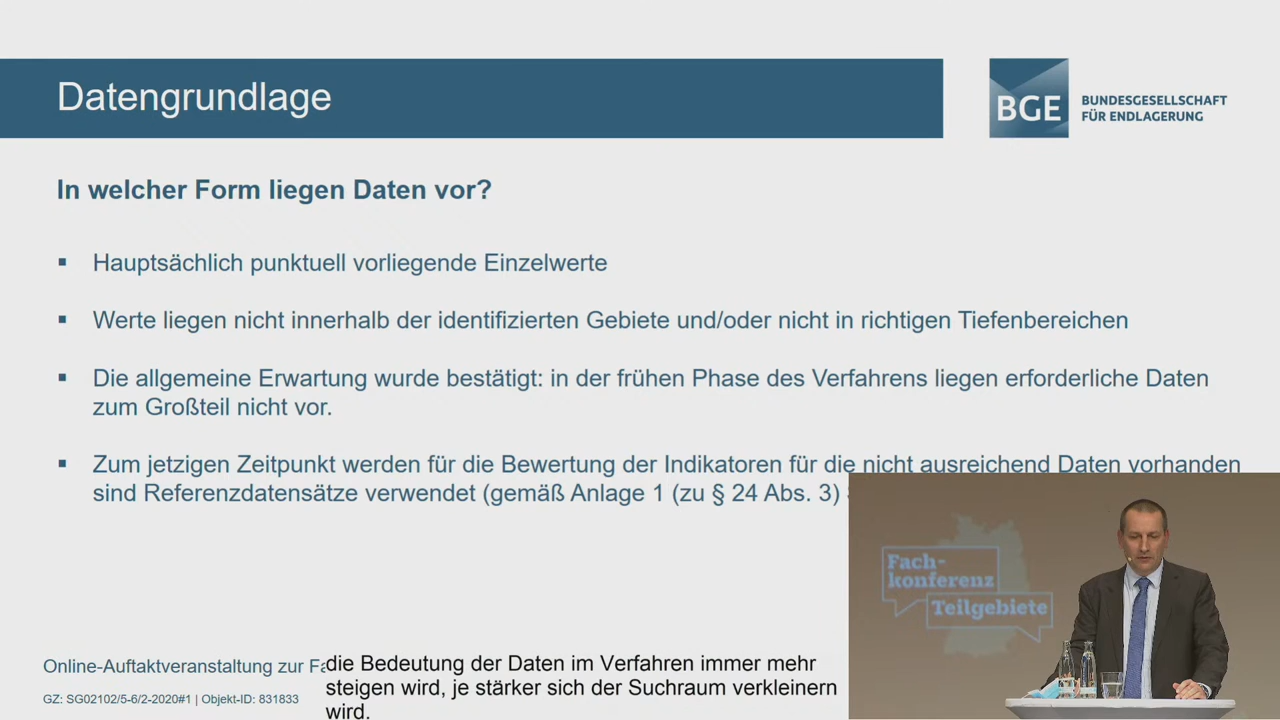 Datengrundlage
BGE
BUNDESGESELLSCHAFT
FÜR ENDLAGERUNG
In welcher Form liegen Daten vor?
▪ Hauptsächlich punktuell vorliegende Einzelwerte
▪ Werte liegen nicht innerhalb der identifizierten Gebiete und/oder nicht in richtigen Tiefenbereichen
▪ Die allgemeine Erwartung wurde bestätigt: in der frühen Phase des Verfahrens liegen erforderliche Daten
zum Großteil nicht vor.
▪ Zum jetzigen Zeitpunkt werden für die Bewertung der Indikatoren für die nicht ausreichend Daten vorhanden
sind Referenzdatensätze verwendet (gemäß Anlage 1 (zu § 24 Abs. 3)
Fach-
konferenz
Teilgebiete
Online-Auftaktveranstaltung zur
GZ: SG02102/5-6/2-2020#1 | Objekt-ID: 831833
die Bedeutung der Daten im Verfahren immer mehr
steigen wird, je stärker sich der Suchraum verkleinern
wird.